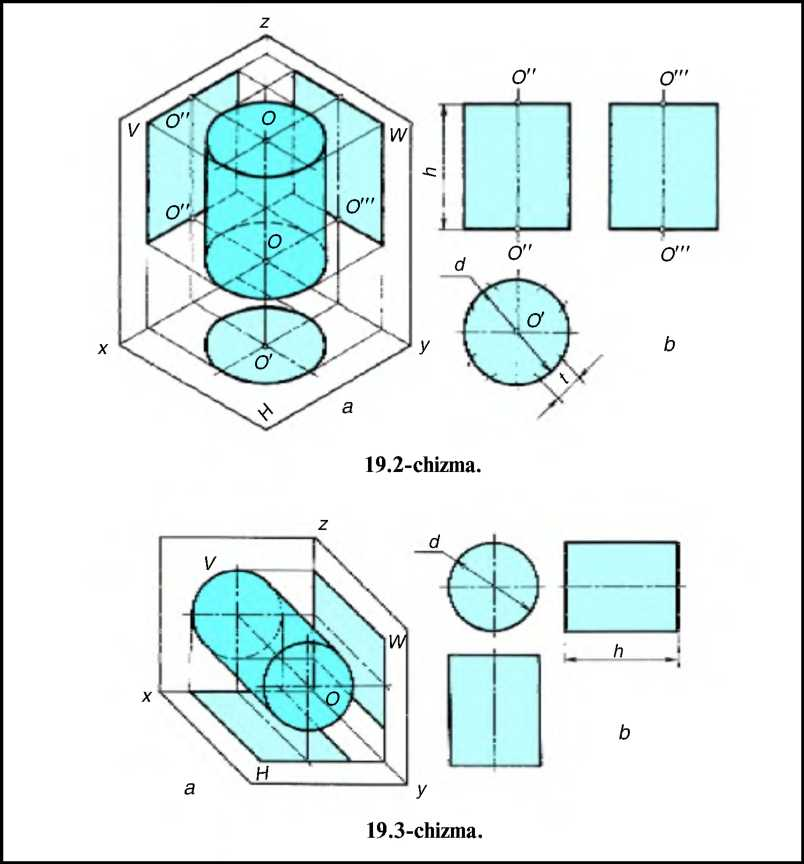 z
O'' O'''
V O'' O W
h
O'' O'''
O
O'' O'''
d
O'
x O' y b
t
H a
19.2-chizma.
z
d
V
W
h
x O
b
H
a y
19.3-chizma.